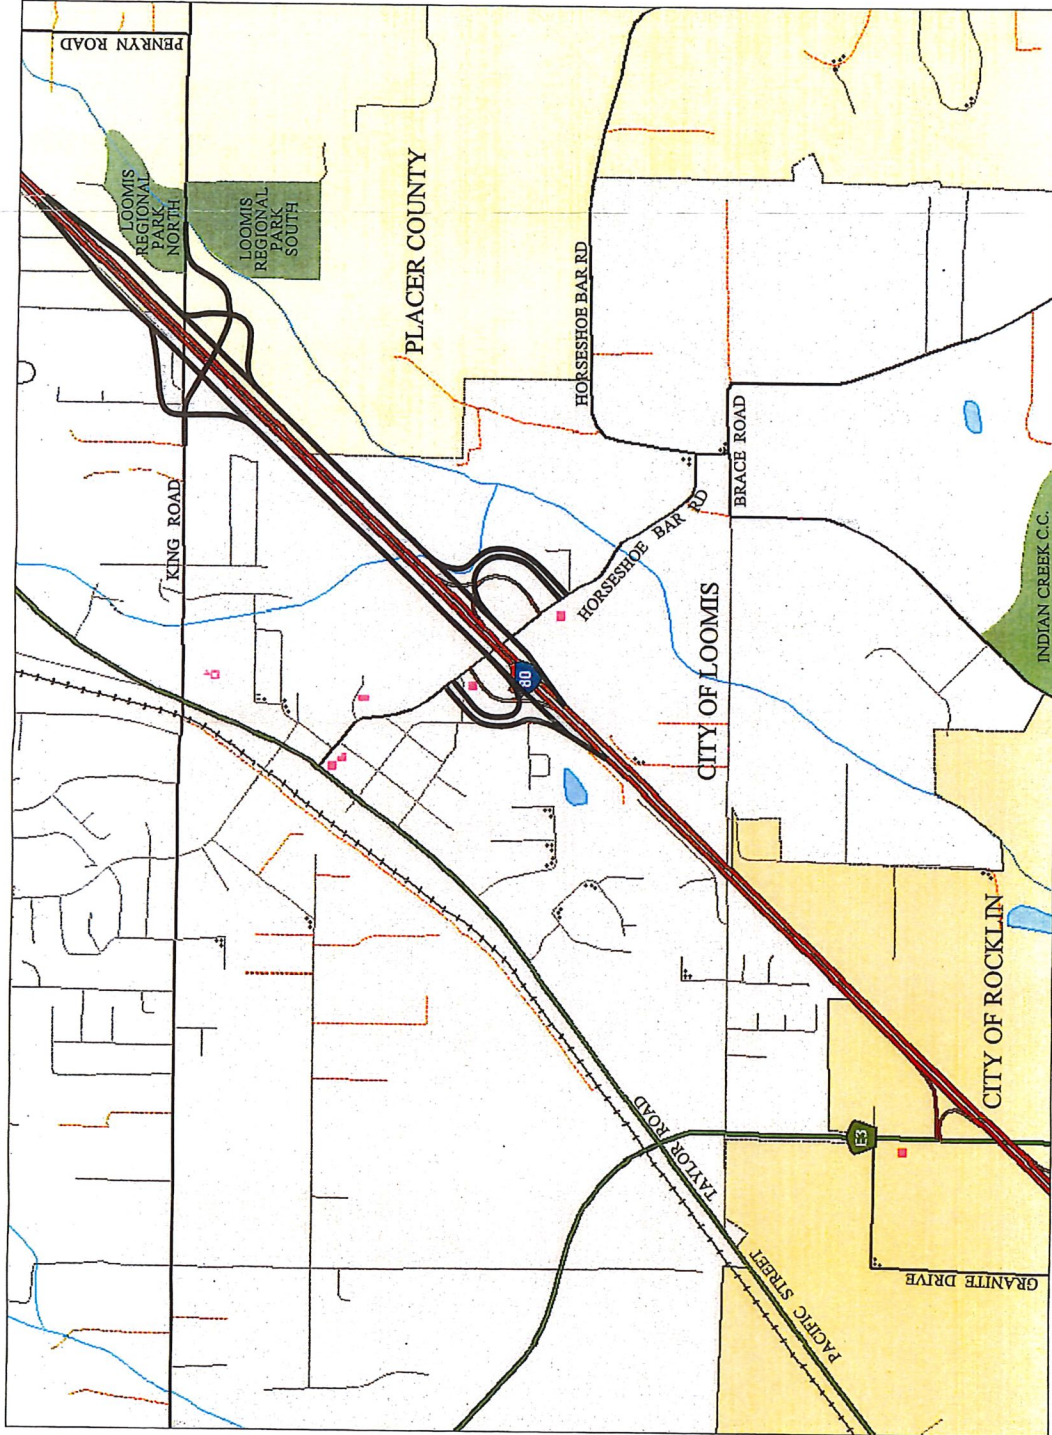 PENRYN ROAD
LOOMIS
REGIONAL
PARK
NORTH
LOOMIS
REGIONAL
PARK
SOUTH
PLACER COUNTY
HORSESHOE BAR RD
KING ROAD
BRACE ROAD
HORSESHOE BAR RD
INDIAN CREEK C.C.
80
CITY OF LOOMIS
CITY OF ROCKLIN
TAYLOR ROAD
E3
PACIFIC STREET
GRANITE DRIVE